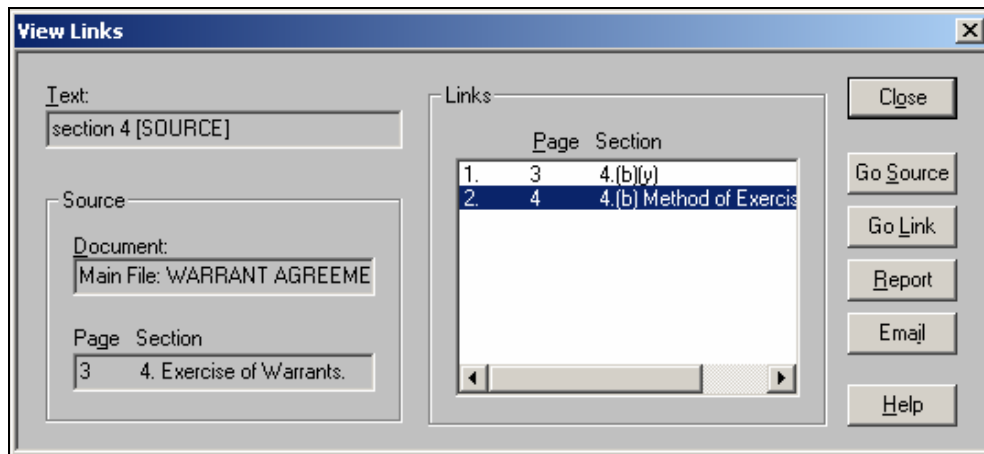 View Links
Text:
section 4 [SOURCE]
Source
Document:
Main File: WARRANT AGREEME
Page Section
3 4. Exercise of Warrants.
Links
Page Section
1. 3 4.(b)(y)
2. 4 4.(b) Method of Exercis
Close
Go Source
Go Link
Report
Email
Help